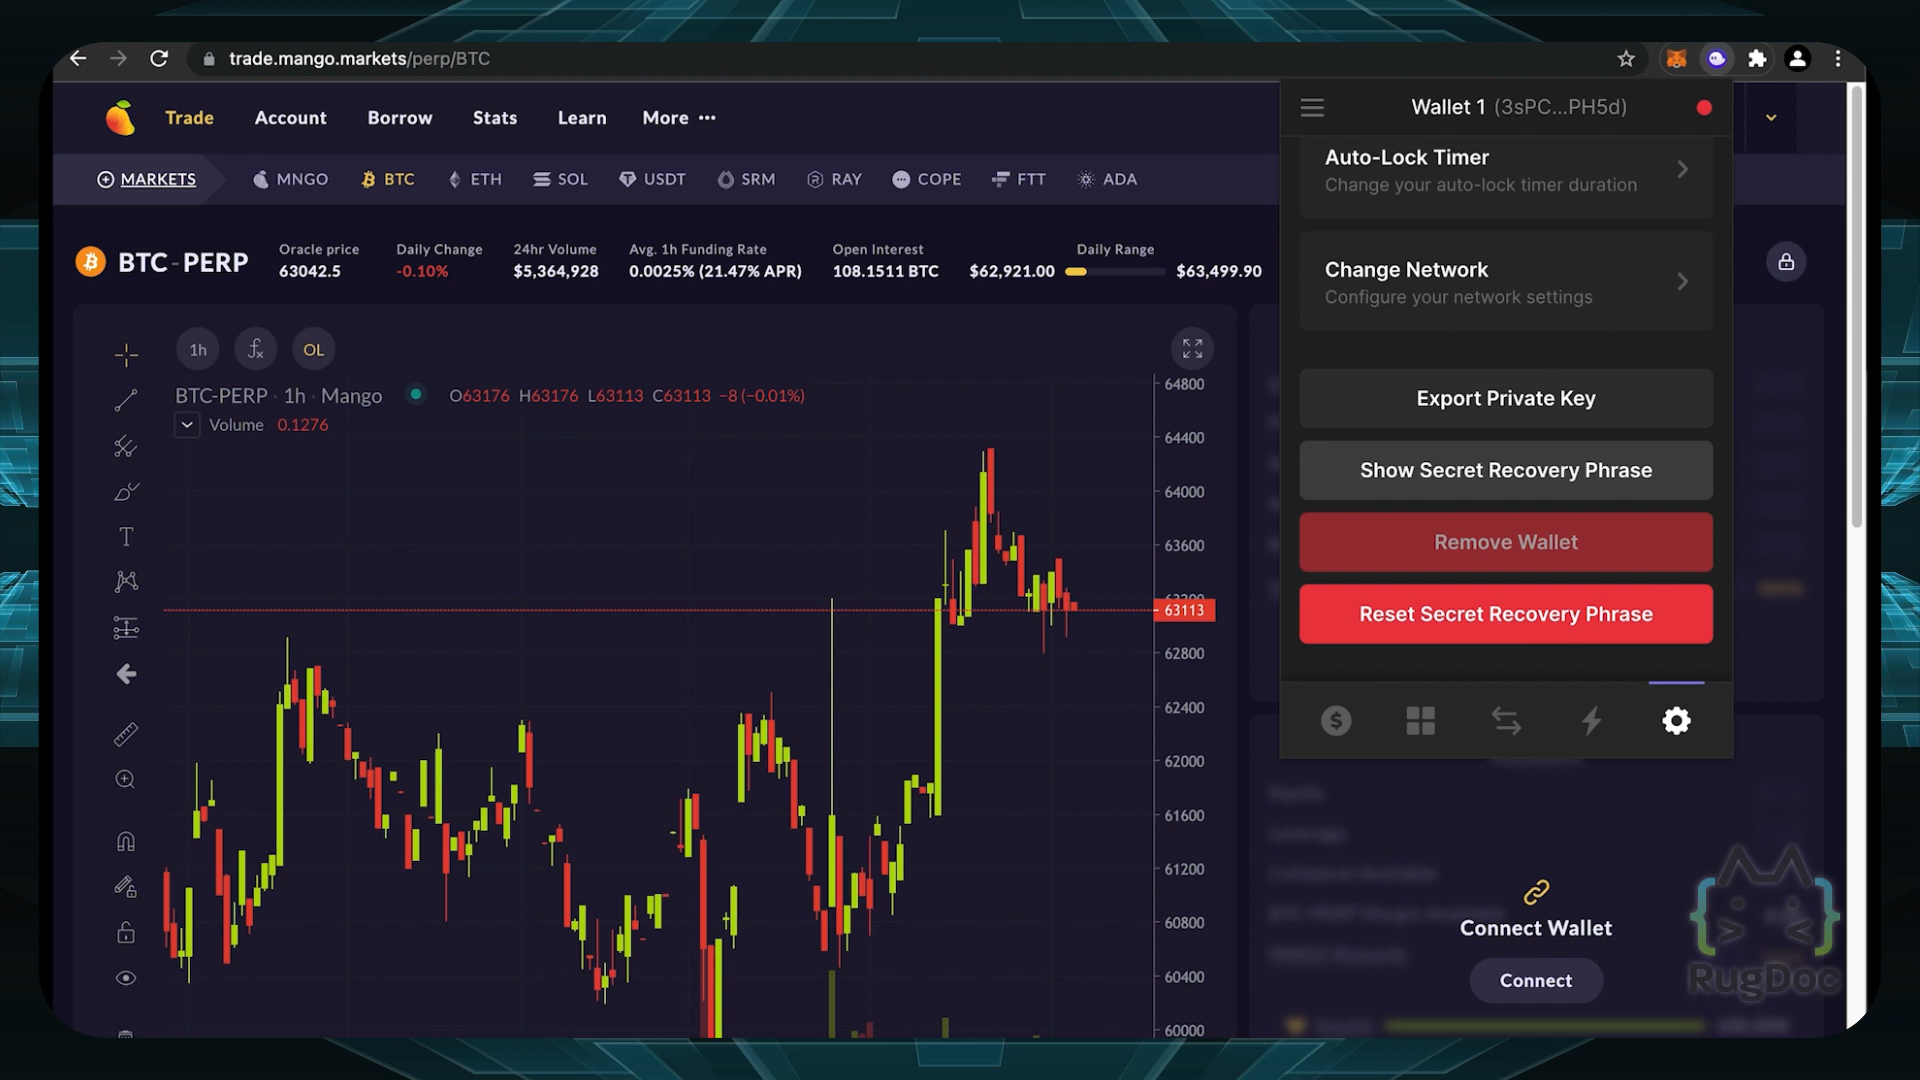 trade.mango.markets/perp/BTC
Trade Account Borrow Stats Learn More ···
MARKETS MNGO BTC ETH SOL USDT SRM RAY COPE FTT ADA
BTC-PERP
Oracle price
63042.5
Daily Change
-0.10%
24hr Volume
$5,364,928
Avg. 1h Funding Rate
0.0025% (21.47% APR)
Open Interest
108.1511 BTC
Daily Range
$62,921.00 $63,499.90
1h OL
BTC-PERP · 1h · Mango O63176 H63176 L63113 C63113 −8 (−0.01%)
Volume 0.1276
64800
64400
64000
63600
63113
62800
62400
62000
61600
61200
60800
60400
60000
T
Wallet 1 (3sPC...PH5d)
Auto-Lock Timer
Change your auto-lock timer duration
Change Network
Configure your network settings
Export Private Key
Show Secret Recovery Phrase
Remove Wallet
Reset Secret Recovery Phrase
Connect Wallet
Connect
RugDoc